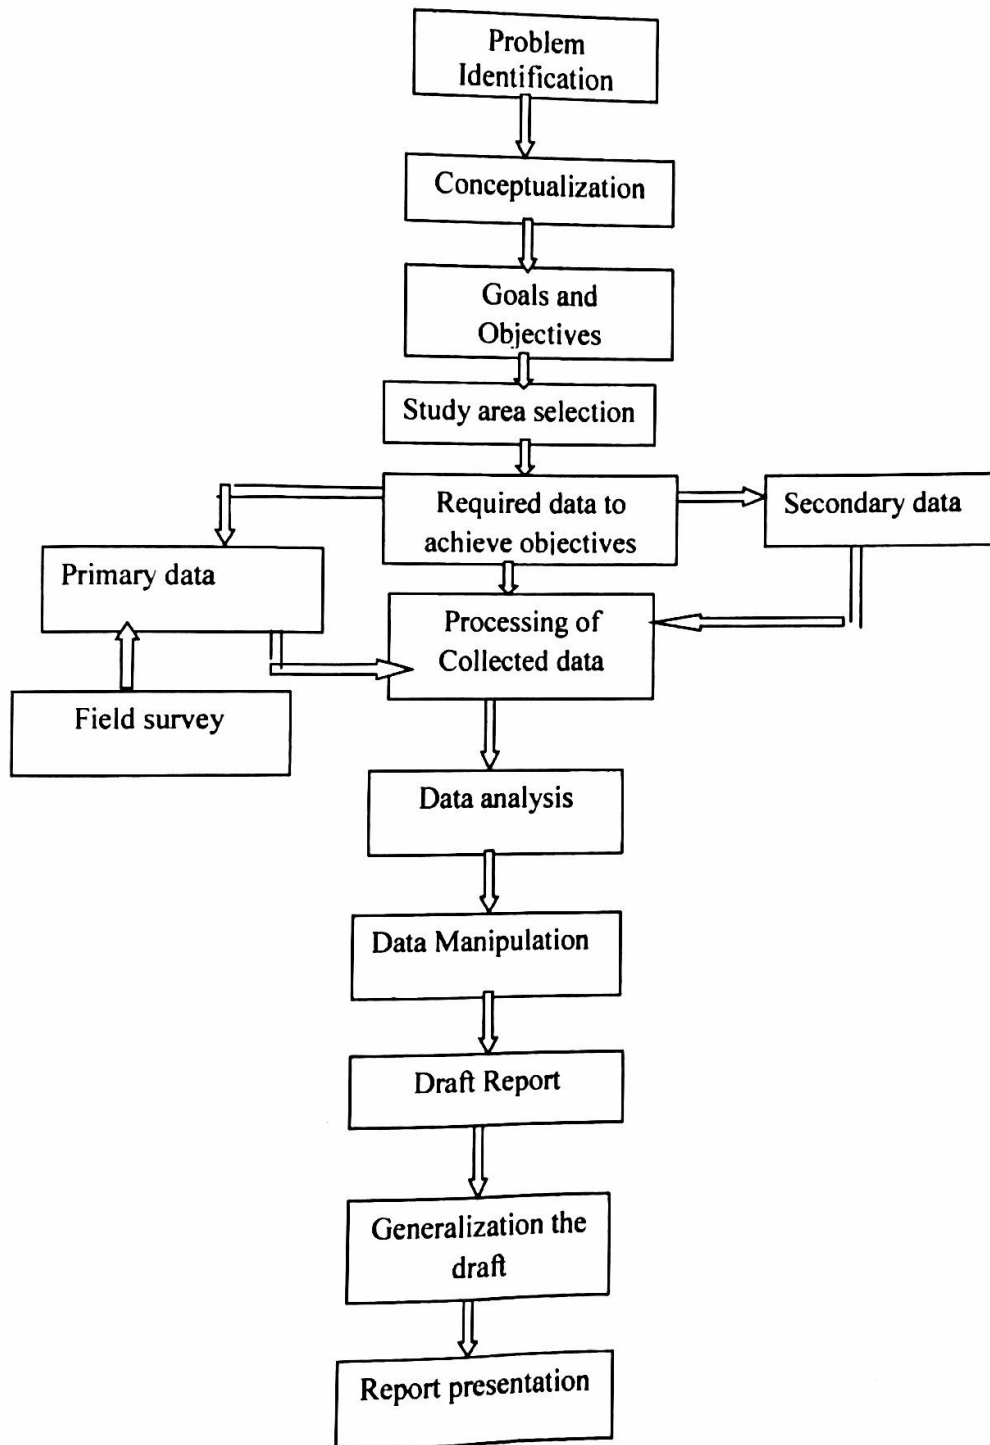 Problem
Identification
Conceptualization
Goals and
Objectives
Study area selection
Required data to
achieve objectives
Secondary data
Primary data
Processing of
Collected data
Field survey
Data analysis
Data Manipulation
Draft Report
Generalization the
draft
Report presentation